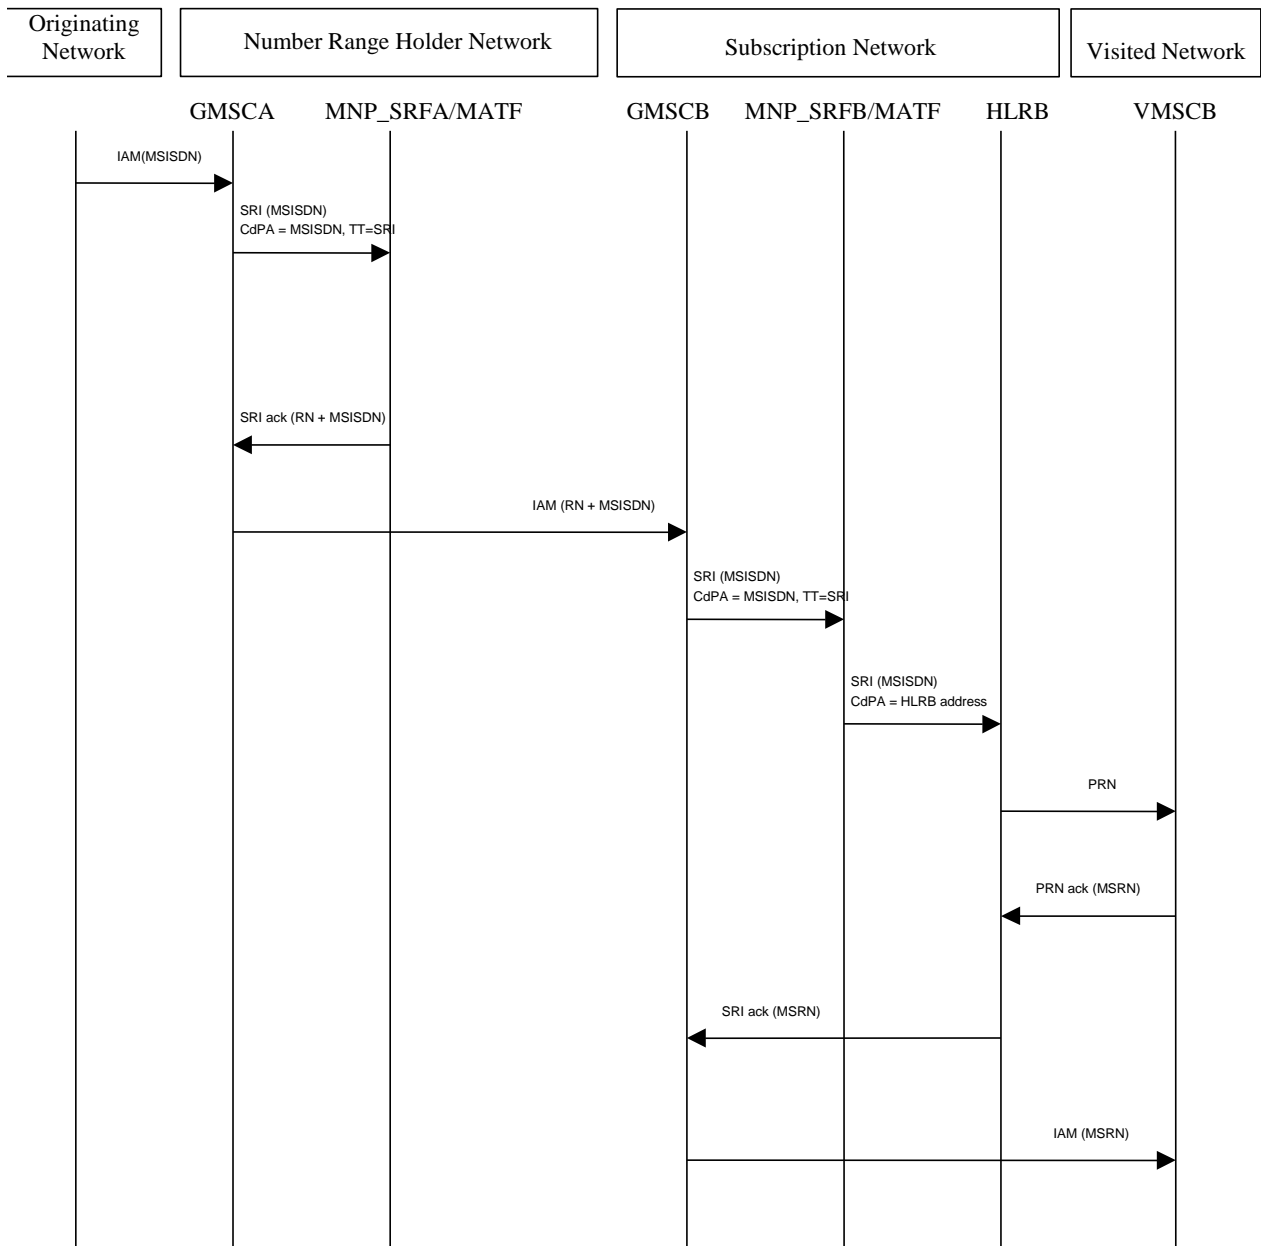 Originating
Network
Number Range Holder Network
Subscription Network
Visited Network
GMSCA
MNP_SRFA/MATF
GMSCB
MNP_SRFB/MATF
HLRB
VMSCB
IAM(MSISDN)
SRI (MSISDN)
CdPA = MSISDN, TT=SRI
SRI ack (RN + MSISDN)
IAM (RN + MSISDN)
SRI (MSISDN)
CdPA = MSISDN, TT=SRI
SRI (MSISDN)
CdPA = HLRB address
PRN
PRN ack (MSRN)
SRI ack (MSRN)
IAM (MSRN)